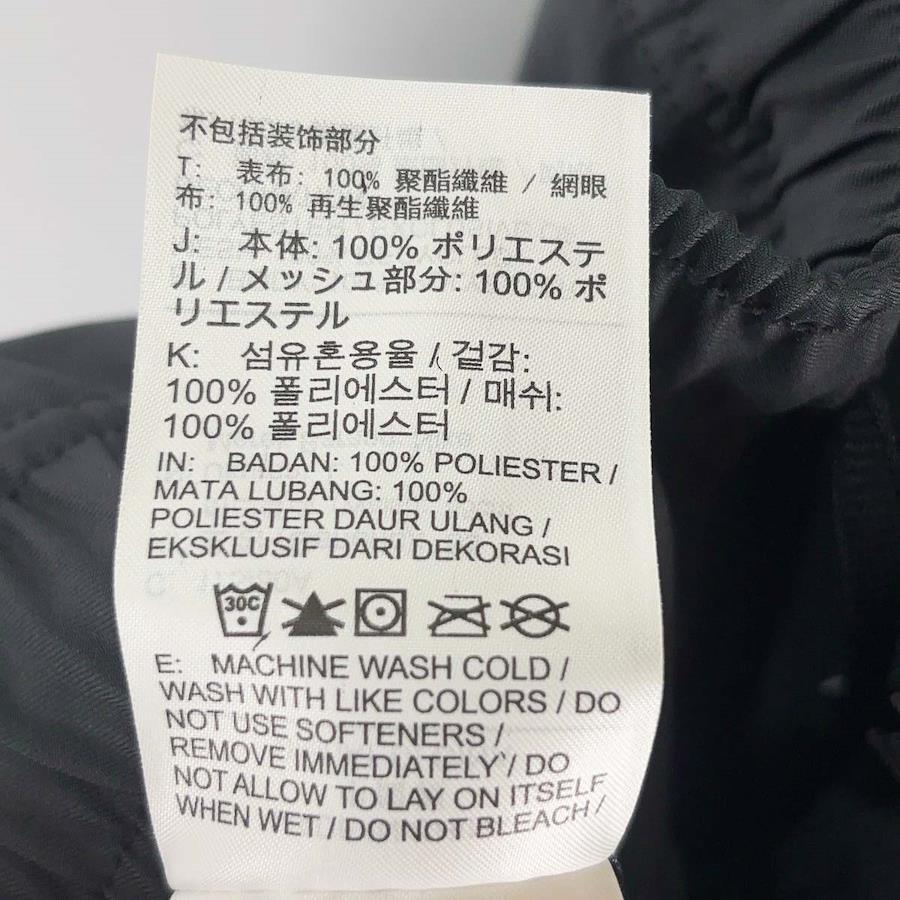 不包括装饰部分
T: 表布: 100% 聚酯纖維 / 網眼
布: 100% 再生聚酯纖維
J: 本体: 100% ポリエステ
ル / メッシュ部分: 100% ポ
リエステル
K: 섬유혼용율 / 겉감:
100% 폴리에스터 / 매쉬:
100% 폴리에스터
IN: BADAN: 100% POLIESTER /
MATA LUBANG: 100%
POLIESTER DAUR ULANG /
EKSKLUSIF DARI DEKORASI
30C
E: MACHINE WASH COLD /
WASH WITH LIKE COLORS / DO
NOT USE SOFTENERS /
REMOVE IMMEDIATELY / DO
NOT ALLOW TO LAY ON ITSELF
WHEN WET / DO NOT BLEACH /